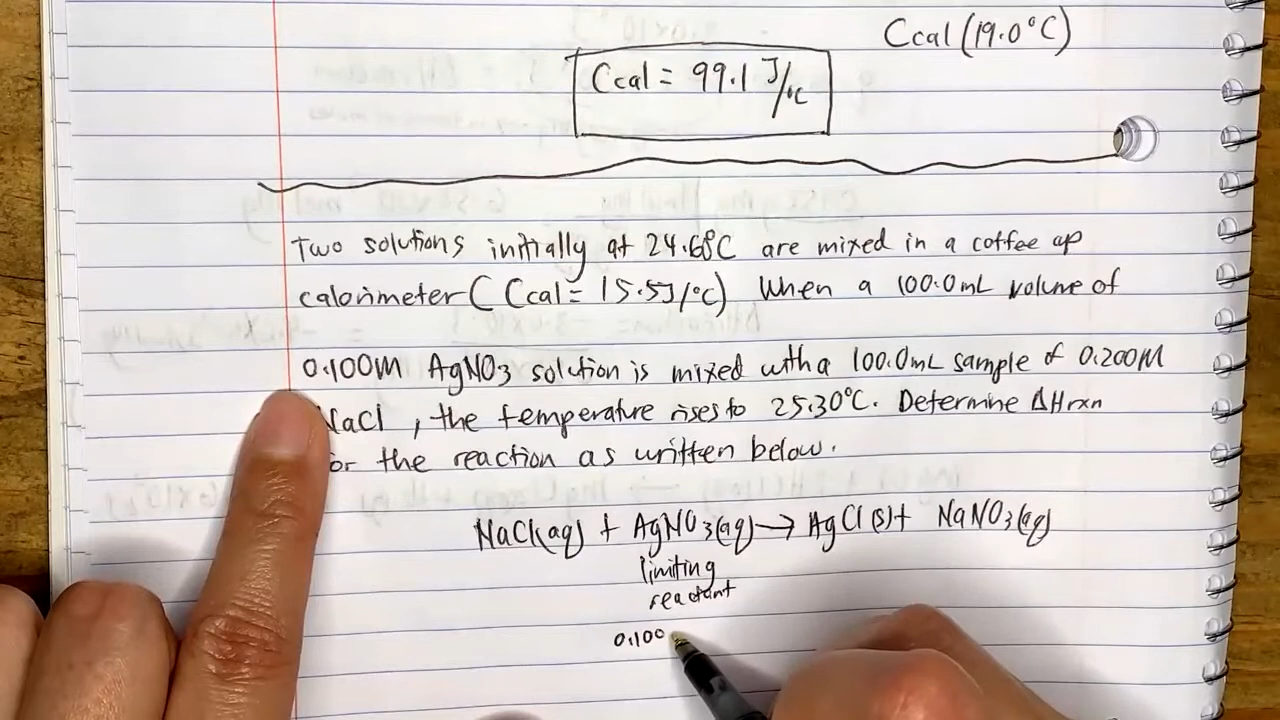 Ccal (19.0°C)
Ccal = 99.1 J/°C
Two solutions initially at 24.68°C are mixed in a coffee cup
calorimeter (Ccal = 15.5J/°C) When a 100.0mL volume of
0.100M AgNO3 solution is mixed with a 100.0mL sample of 0.200M
NaCl, the temperature rises to 25.30°C. Determine ΔHrxn
the reaction as written below.
NaCl(aq) + AgNO3(aq) → AgCl(s) + NaNO3(aq)
limiting
reactant
0.100